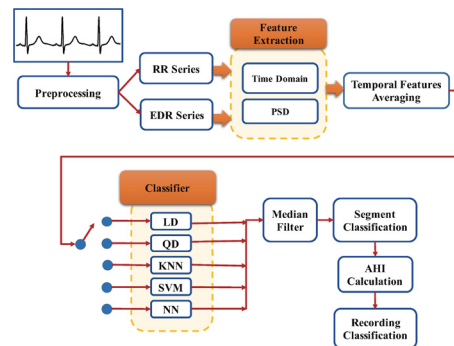 Feature
Extraction
RR Series
Time Domain
Preprocessing
Temporal Features
Averaging
EDR Series
PSD
Classifier
LD
QD
KNN
SVM
NN
Median
Filter
Segment
Classification
AHI
Calculation
Recording
Classification